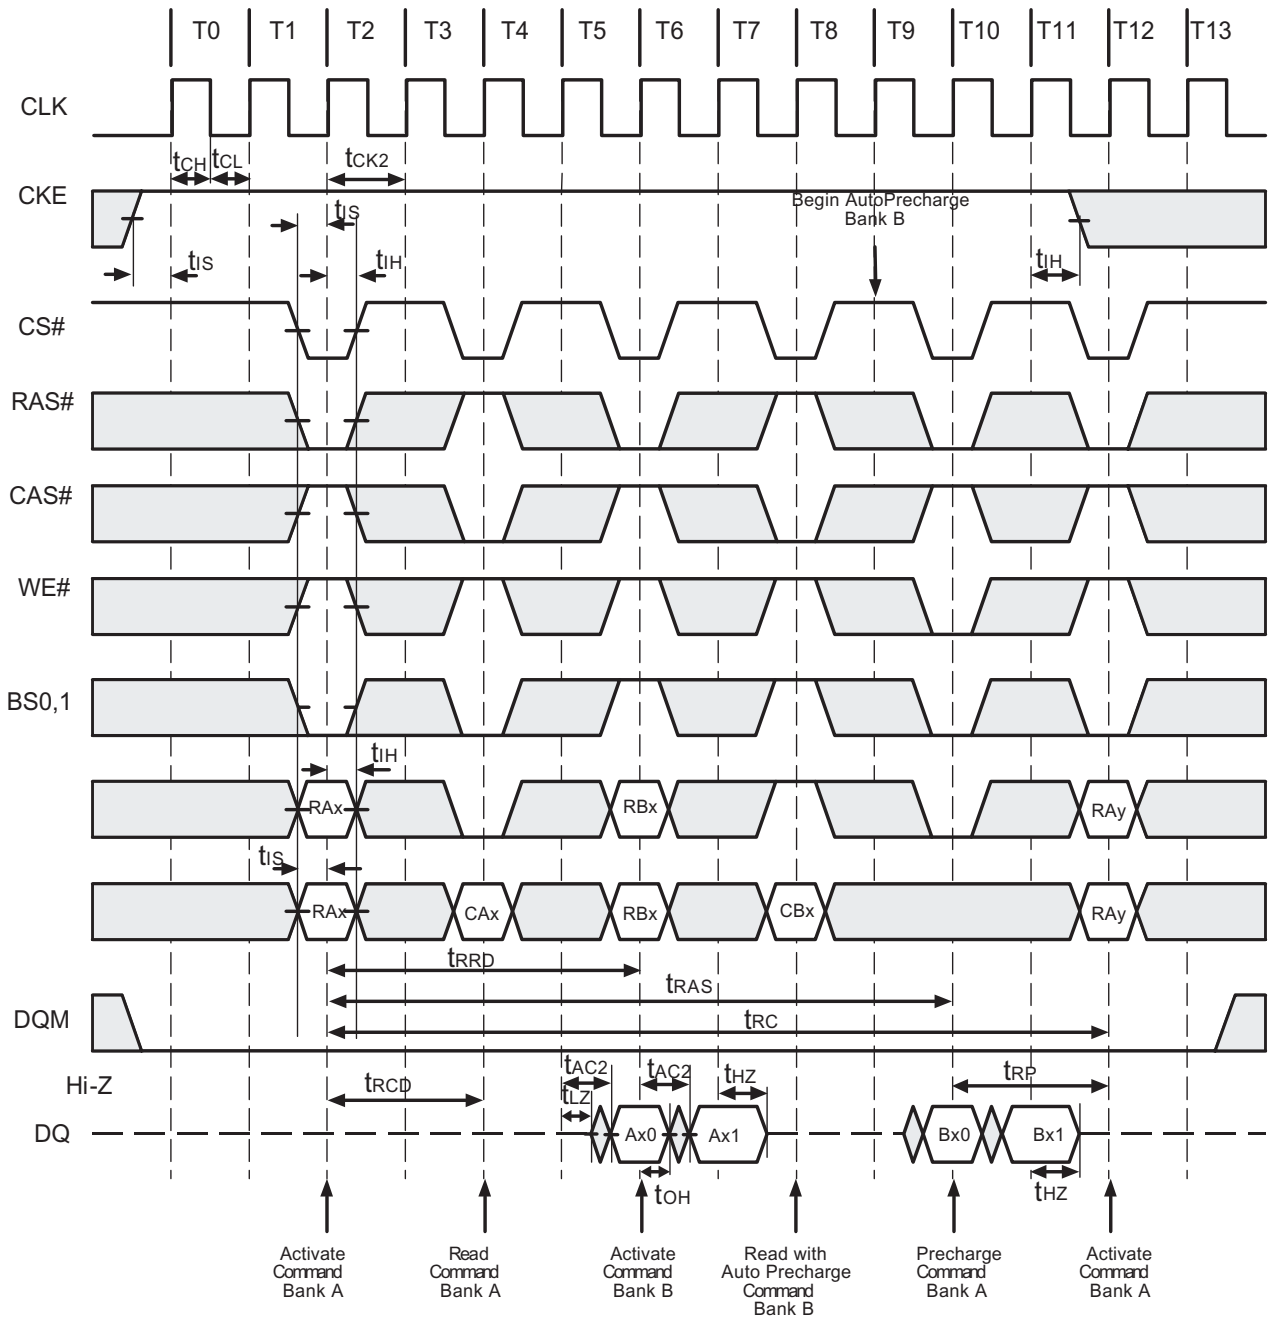 T0 T1 T2 T3 T4 T5 T6 T7 T8 T9 T10 T11 T12 T13
CLK
tCH tCL tCK2
CKE
Begin AutoPrecharge
Bank B
tIS
tIS tIH tIH
CS#
RAS#
CAS#
WE#
BS0,1
tIH
RAx RBx RAy
tIS
RAx CAx RBx CBx RAy
tRRD
tRAS
DQM
tRC
Hi-Z
tRCD tAC2 tAC2 tHZ tRP
tLZ
DQ
Ax0 Ax1 Bx0 Bx1
tOH tHZ
Activate
Command
Bank A
Read
Command
Bank A
Activate
Command
Bank B
Read with
Auto Precharge
Command
Bank B
Precharge
Command
Bank A
Activate
Command
Bank A